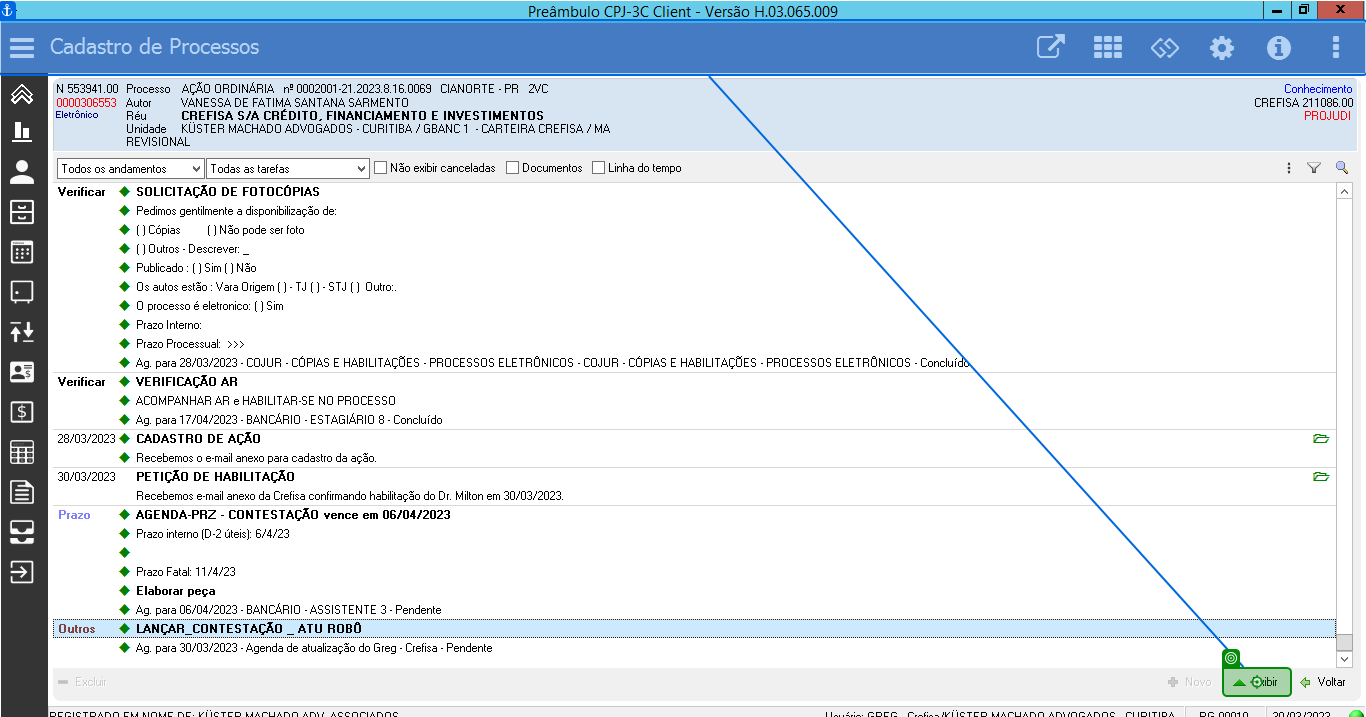 Preâmbulo CPJ-3C Client - Versão H.03.065.009
Cadastro de Processos
N 553941.00 Processo AÇÃO ORDINÁRIA nº 0002001-21.2023.8.16.0069 CIANORTE - PR 2VC Conhecimento
0000306553 Autor VANESSA DE FATIMA SANTANA SARMENTO CREFISA 211086.00
Eletrônico Réu CREFISA S/A CRÉDITO, FINANCIAMENTO E INVESTIMENTOS PROJUDI
Unidade KÜSTER MACHADO ADVOGADOS - CURITIBA / GBANC 1 - CARTEIRA CREFISA / MA
REVISIONAL
Todos os andamentos Todas as tarefas Não exibir canceladas Documentos Linha do tempo
Verificar SOLICITAÇÃO DE FOTOCÓPIAS
Pedimos gentilmente a disponibilização de:
( ) Cópias ( ) Não pode ser foto
( ) Outros - Descrever: _
Publicado : ( ) Sim ( ) Não
Os autos estão : Vara Origem ( ) - TJ ( ) - STJ ( ) Outro:.
O processo é eletronico: ( ) Sim
Prazo Interno:
Prazo Processual: >>>
Ag. para 28/03/2023 - COJUR - CÓPIAS E HABILITAÇÕES - PROCESSOS ELETRÔNICOS - COJUR - CÓPIAS E HABILITAÇÕES - PROCESSOS ELETRÔNICOS - Concluído
Verificar VERIFICAÇÃO AR
ACOMPANHAR AR e HABILITAR-SE NO PROCESSO
Ag. para 17/04/2023 - BANCÁRIO - ESTAGIÁRIO 8 - Concluído
28/03/2023 CADASTRO DE AÇÃO
Recebemos o e-mail anexo para cadastro da ação.
30/03/2023 PETIÇÃO DE HABILITAÇÃO
Recebemos e-mail anexo da Crefisa confirmando habilitação do Dr. Milton em 30/03/2023.
Prazo AGENDA-PRZ - CONTESTAÇÃO vence em 06/04/2023
Prazo interno (D-2 úteis): 6/4/23
Prazo Fatal: 11/4/23
Elaborar peça
Ag. para 06/04/2023 - BANCÁRIO - ASSISTENTE 3 - Pendente
Outros LANÇAR_CONTESTAÇÃO _ ATU ROBÔ
Ag. para 30/03/2023 - Agenda de atualização do Greg - Crefisa - Pendente
Excluir Novo Exibir Voltar
REGISTRADO EM NOME DE: KÜSTER MACHADO ADV. ASSOCIADOS Usuário: GREG - Crefisa/KÜSTER MACHADO ADVOGADOS - CURITIBA PG 00010 30/03/2023